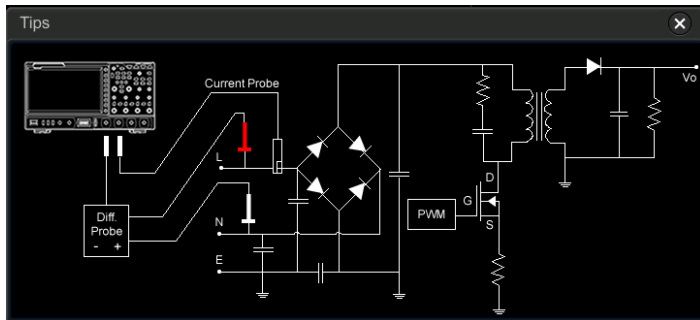 Tips
Current Probe
Vo
L
D
G
PWM
S
Diff.
Probe
- +
N
E